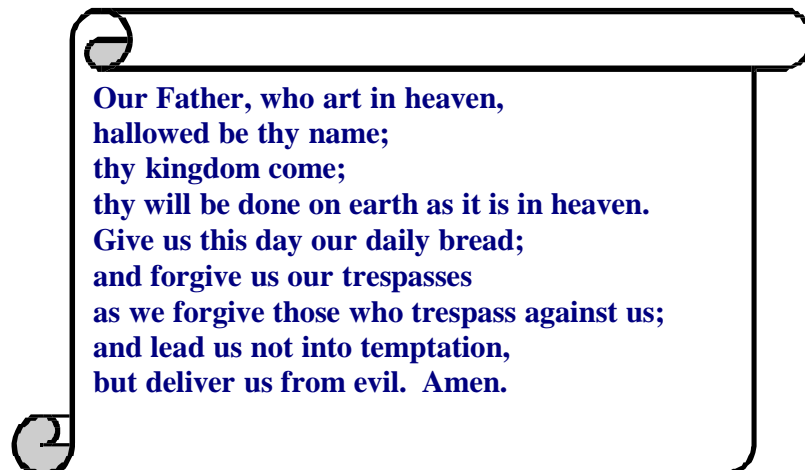 Our Father, who art in heaven,
hallowed be thy name;
thy kingdom come;
thy will be done on earth as it is in heaven.
Give us this day our daily bread;
and forgive us our trespasses
as we forgive those who trespass against us;
and lead us not into temptation,
but deliver us from evil.  Amen.